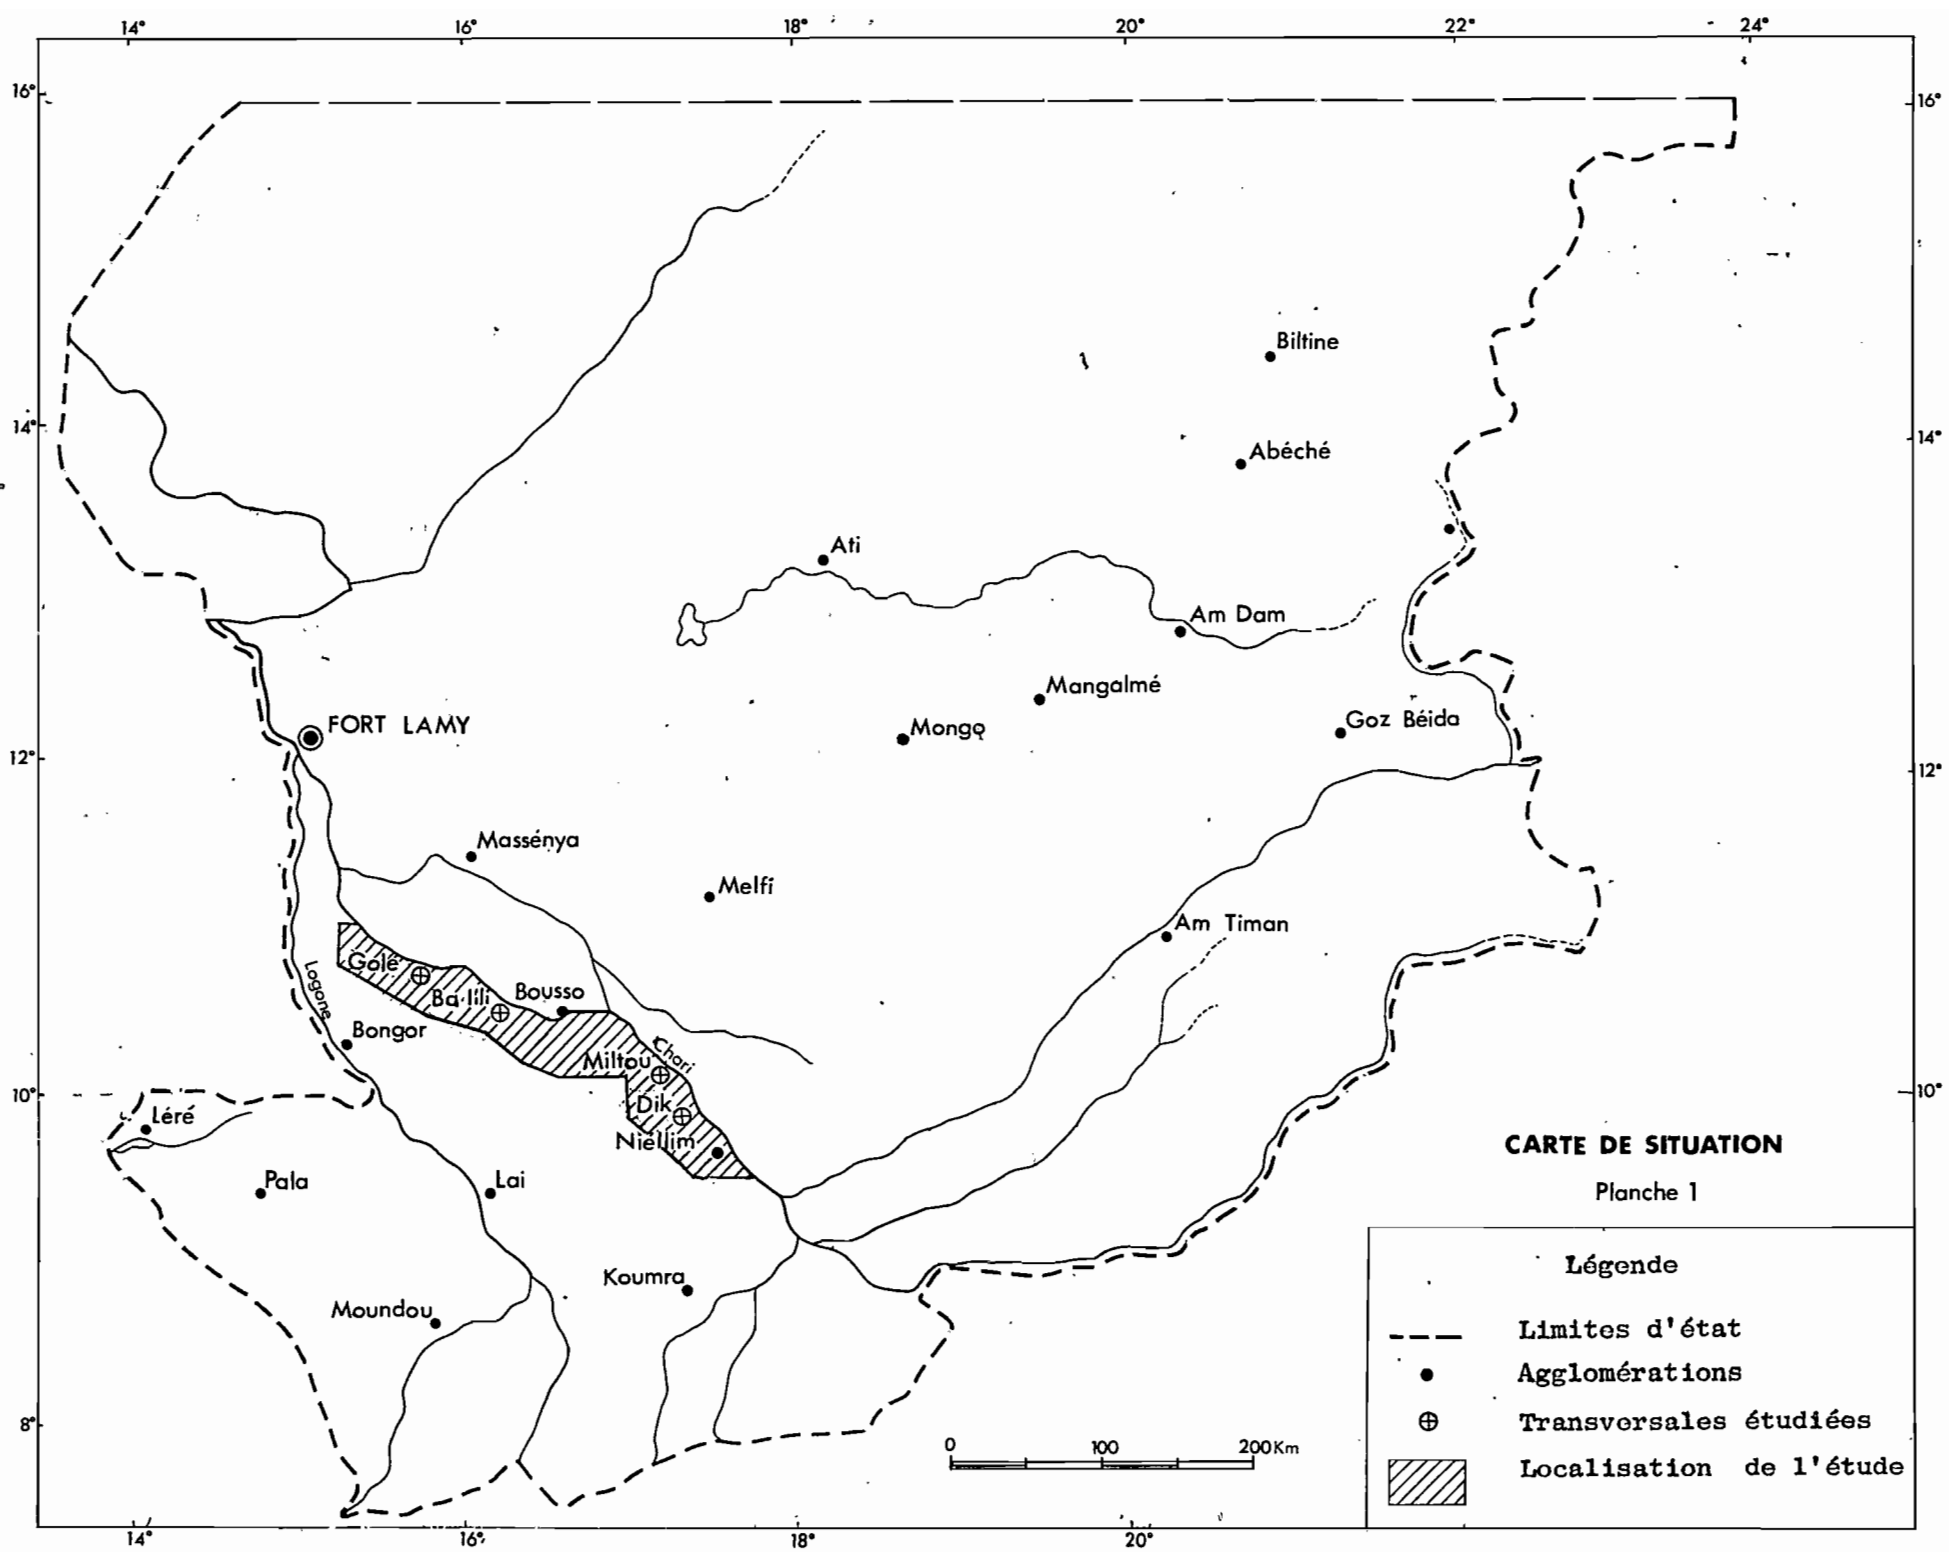 14° 16° 18° 20° 22° 24°
16° 16°
Biltine
14° 14°
Abéché
Ati
Am Dam
Mangalmé
Goz Béida
FORT LAMY
Mongo
12° 12°
Massénya
Melfi
Am Timan
Golé
Ba lili
Bousso
Logone
Bongor
Chari
Miltou
10° 10°
Dik
Léré
Niellim
CARTE DE SITUATION
Pala
Lai
Planche 1
Légende
Koumra
Moundou
Limites d'état
Agglomérations
8°
Transversales étudiées
0 100 200Km
Localisation de l'étude
14° 16° 18° 20°